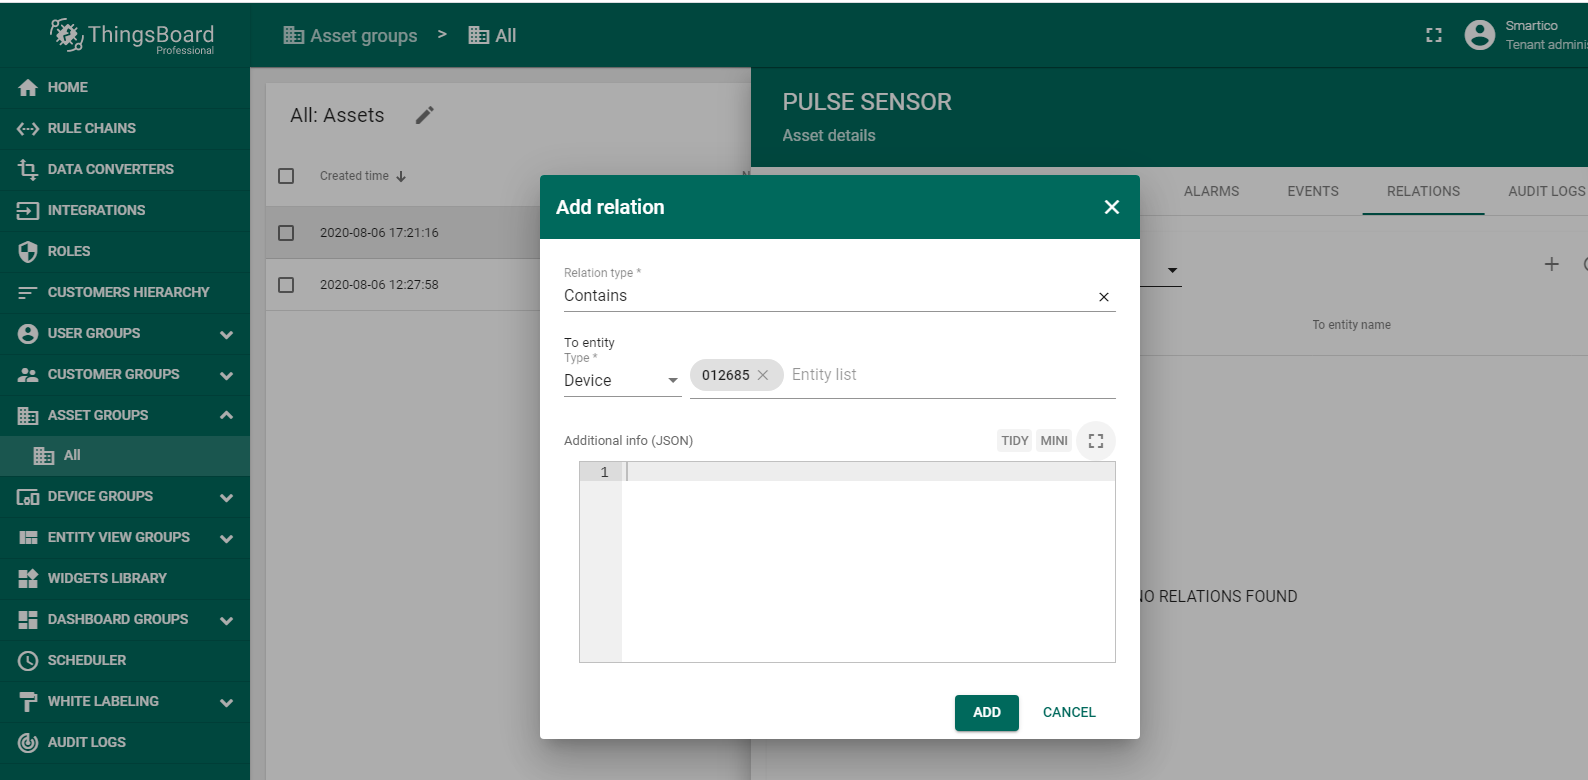 ThingsBoard
Professional
Asset groups > All
Smartico
Tenant adminis
HOME
RULE CHAINS
DATA CONVERTERS
INTEGRATIONS
ROLES
CUSTOMERS HIERARCHY
USER GROUPS
CUSTOMER GROUPS
ASSET GROUPS
All
DEVICE GROUPS
ENTITY VIEW GROUPS
WIDGETS LIBRARY
DASHBOARD GROUPS
SCHEDULER
WHITE LABELING
AUDIT LOGS
All: Assets
Created time
N
2020-08-06 17:21:16
2020-08-06 12:27:58
PULSE SENSOR
Asset details
ALARMS EVENTS RELATIONS AUDIT LOGS
To entity name
NO RELATIONS FOUND
Add relation
Relation type *
Contains
To entity
Type *
Device
012685 Entity list
Additional info (JSON) TIDY MINI
1
ADD CANCEL